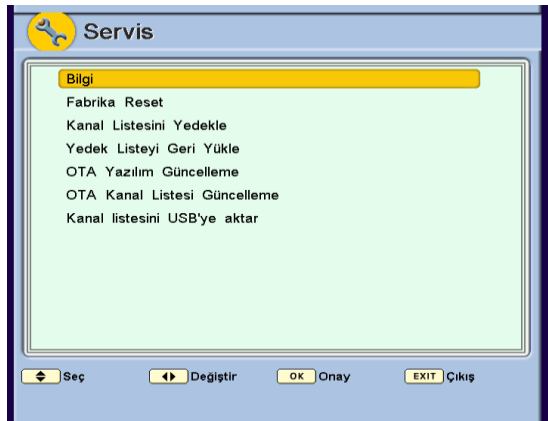 Servis
Bilgi
Fabrika Reset
Kanal Listesini Yedekle
Yedek Listeyi Geri Yükle
OTA Yazılım Güncelleme
OTA Kanal Listesi Güncelleme
Kanal listesini USB'ye aktar
Seç Değiştir OK Onay EXIT Çıkış